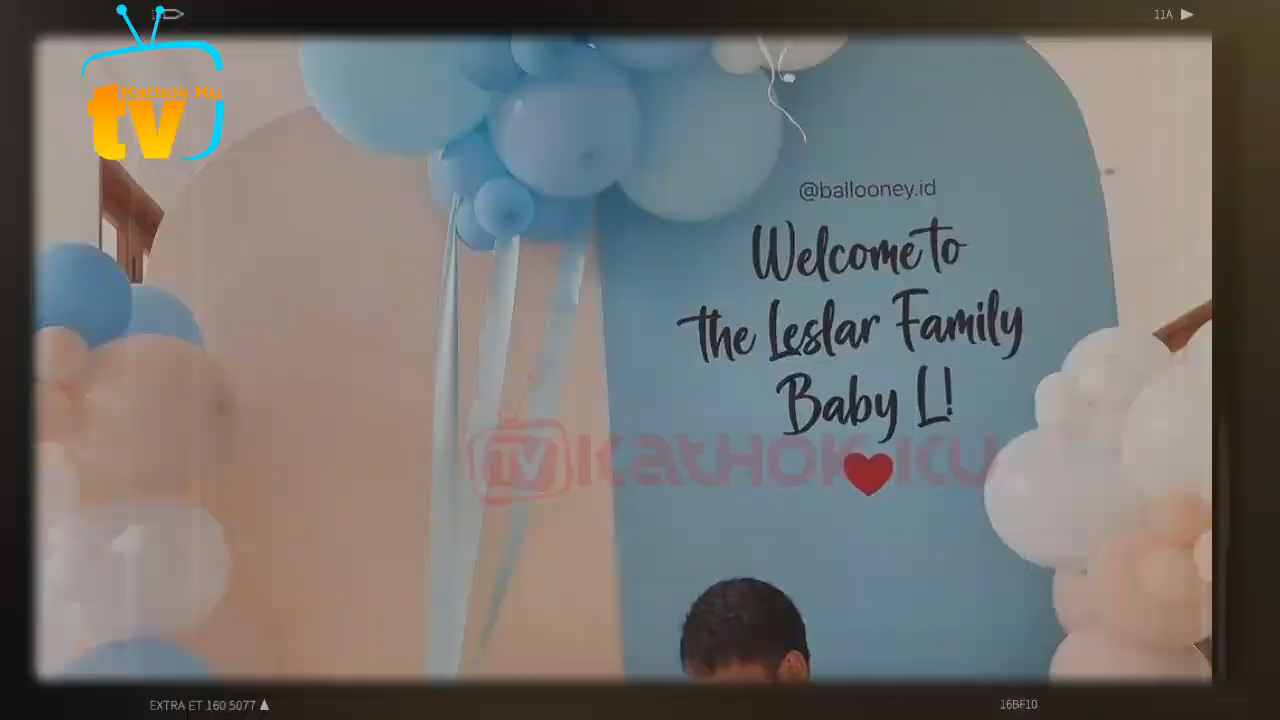 11A
Kathok Ku
tv
@ballooney.id
Welcome to
the Leslar Family
Baby L!
TV KATHOK KU
EXTRA ET 160 5077
16BF10